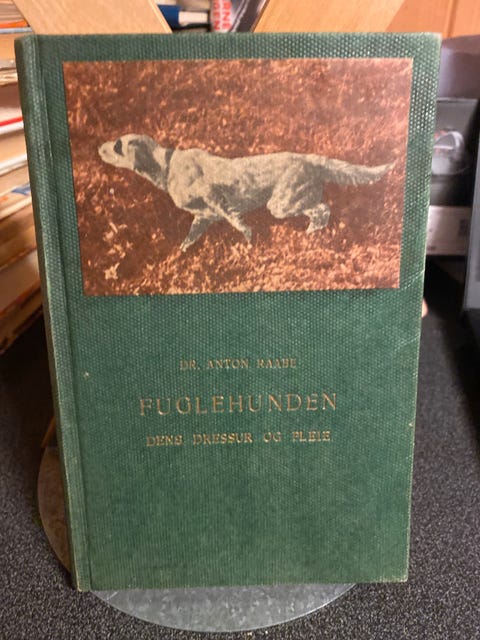 DR. ANTON RAABE
FUGLEHUNDEN
DENS DRESSUR OG PLEIE